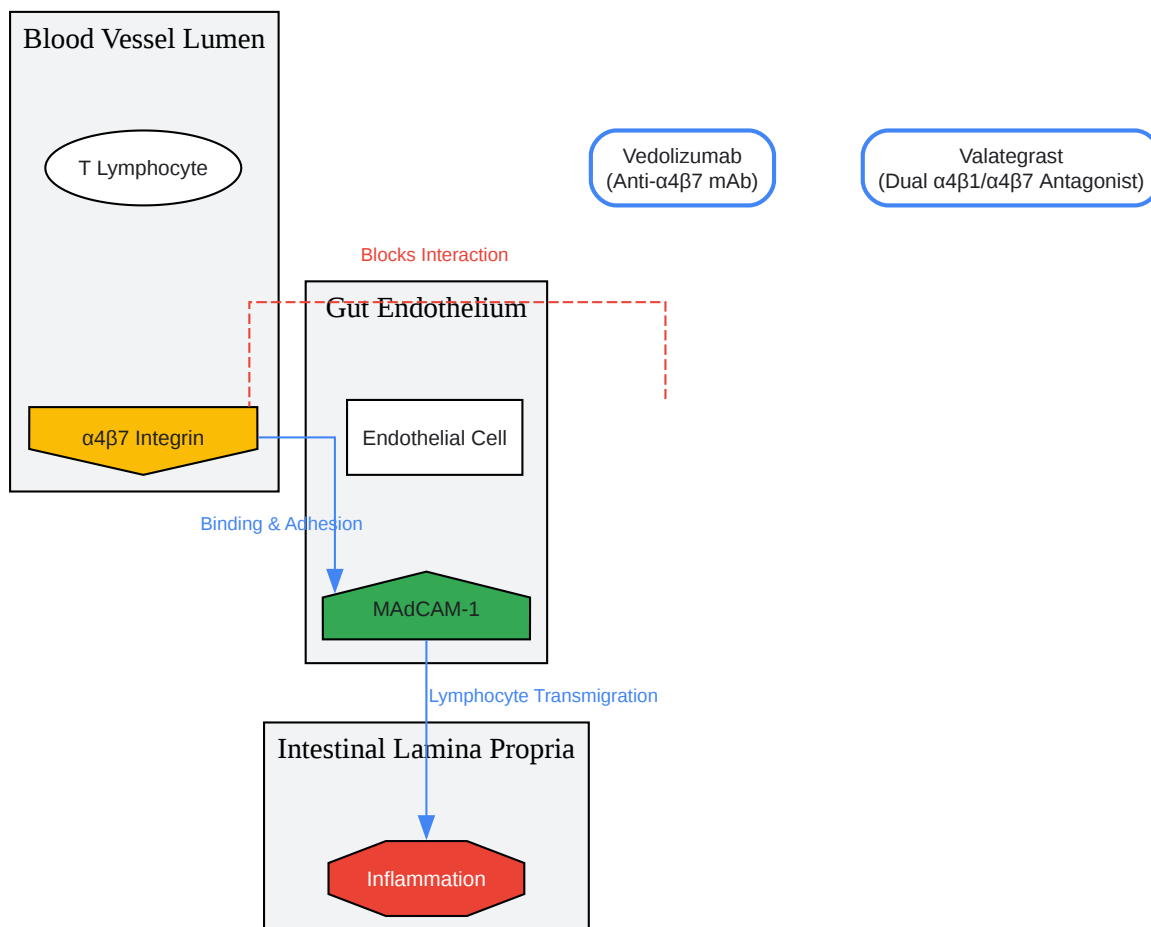 Blood Vessel Lumen
T Lymphocyte
Vedolizumab
(Anti-α4β7 mAb)
Valategrast
(Dual α4β1/α4β7 Antagonist)
Blocks Interaction
Gut Endothelium
α4β7 Integrin
Endothelial Cell
Binding & Adhesion
MAdCAM-1
Lymphocyte Transmigration
Intestinal Lamina Propria
Inflammation